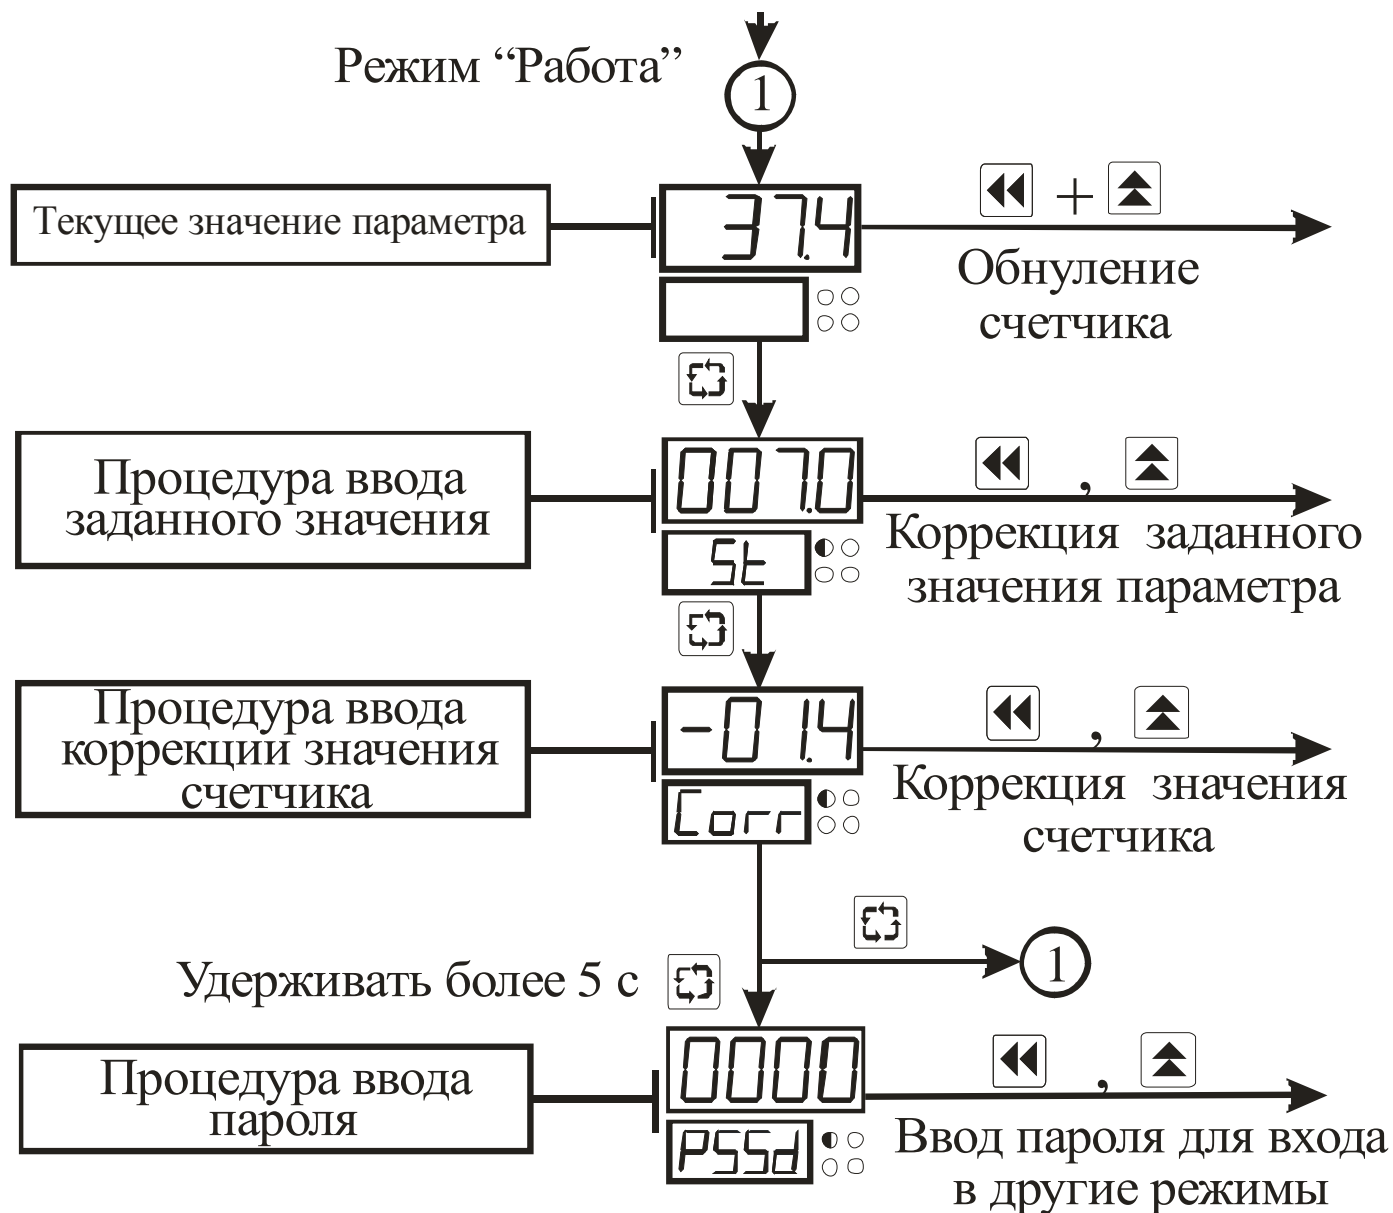 Режим “Работа”
1
Текущее значение параметра
37.4
+
Обнуление
счетчика
Процедура ввода
заданного значения
007.0
,
St
Коррекция заданного
значения параметра
Процедура ввода
коррекции значения
счетчика
-01.4
,
Corr
Коррекция значения
счетчика
1
Удерживать более 5 с
Процедура ввода
пароля
0000
,
PSSd
Ввод пароля для входа
в другие режимы